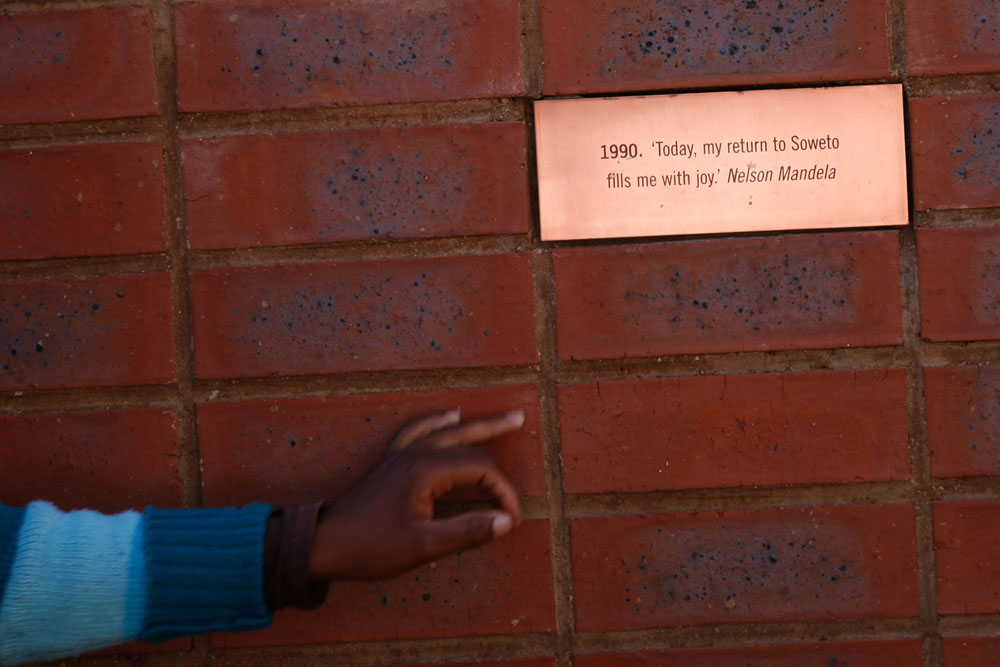 1990. ‘Today, my return to Soweto
fills me with joy.’ Nelson Mandela